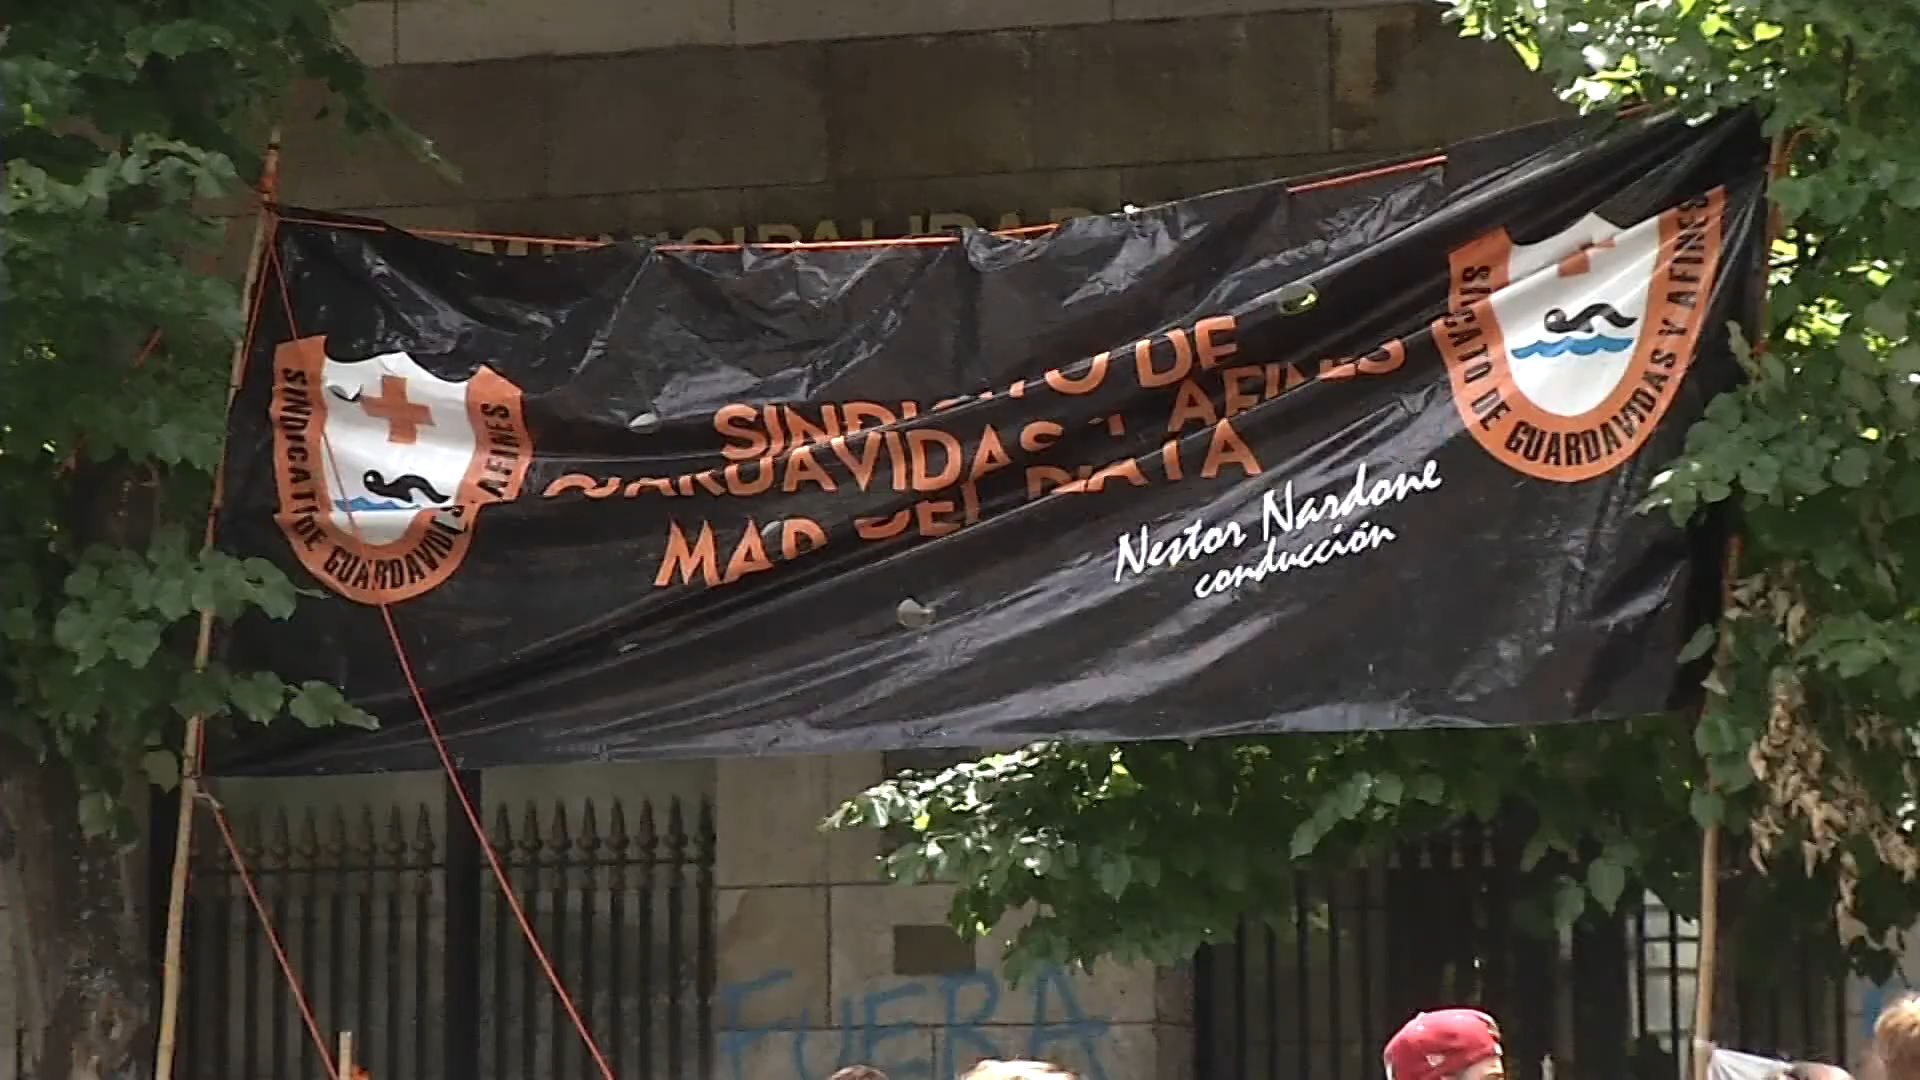 MUNICIPALIDAD
SINDICATO DE
GUARDAVIDAS Y AFINES
MAR DEL PLATA
Nestor Nardone
conducción
SINDICATO DE GUARDAVIDAS Y AFINES
SINDICATO DE GUARDAVIDAS Y AFINES
FUERA